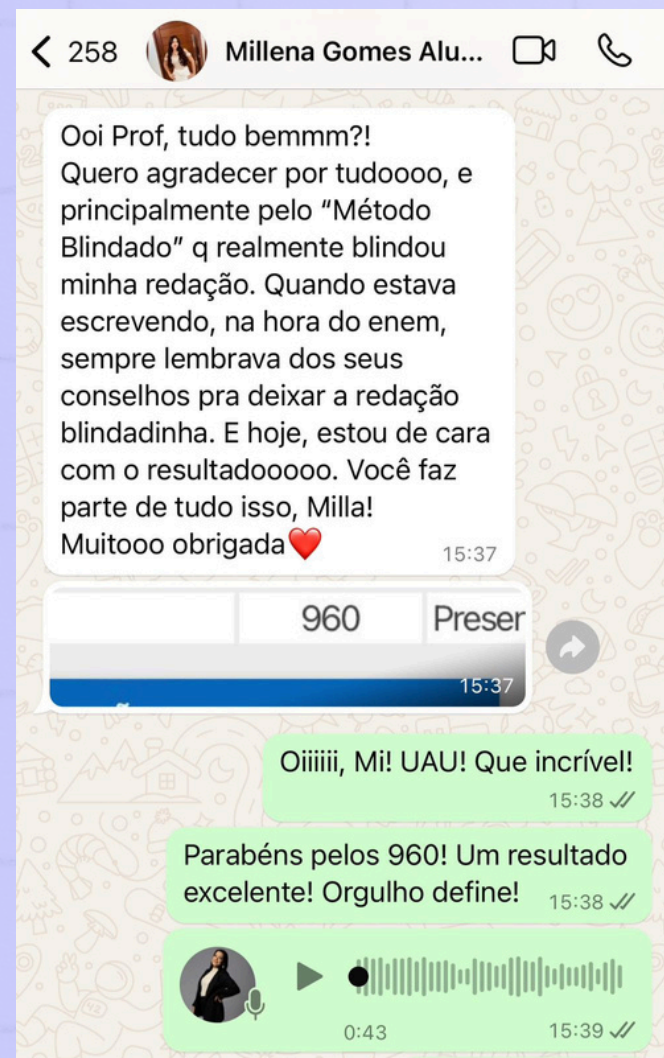 258 Millena Gomes Alu...
Ooi Prof, tudo bemmm?!
Quero agradecer por tudoooo, e
principalmente pelo “Método
Blindado” q realmente blindou
minha redação. Quando estava
escrevendo, na hora do enem,
sempre lembrava dos seus
conselhos pra deixar a redação
blindadinha. E hoje, estou de cara
com o resultadooooo. Você faz
parte de tudo isso, Milla!
Muitooo obrigada❤️ 15:37
960 Preser
15:37
Oiiiiii, Mi! UAU! Que incrível!
15:38
Parabéns pelos 960! Um resultado
excelente! Orgulho define! 15:38
0:43 15:39